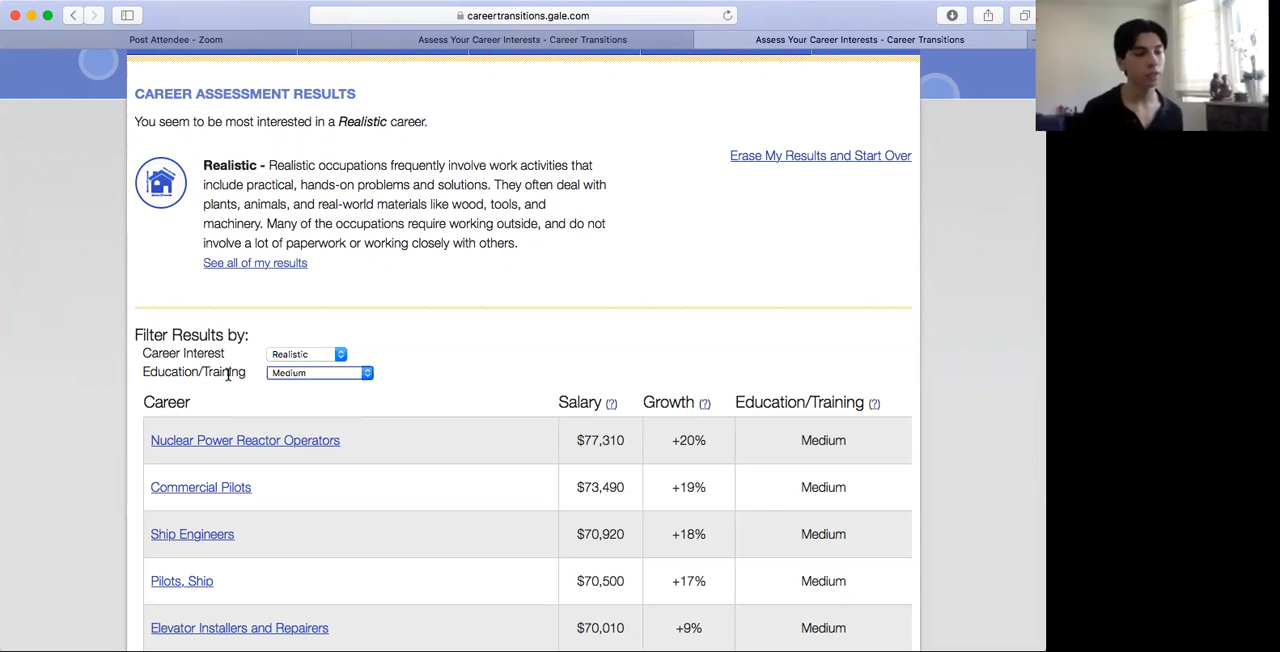 careertransitions.gale.com
Post Attendee - Zoom
Assess Your Career Interests - Career Transitions
Assess Your Career Interests - Career Transitions
CAREER ASSESSMENT RESULTS
You seem to be most interested in a Realistic career.
Erase My Results and Start Over
Realistic - Realistic occupations frequently involve work activities that
include practical, hands-on problems and solutions. They often deal with
plants, animals, and real-world materials like wood, tools, and
machinery. Many of the occupations require working outside, and do not
involve a lot of paperwork or working closely with others.
See all of my results
Filter Results by:
Career Interest Realistic
Education/Training Medium
Career Salary (?) Growth (?) Education/Training (?)
Nuclear Power Reactor Operators $77,310 +20% Medium
Commercial Pilots $73,490 +19% Medium
Ship Engineers $70,920 +18% Medium
Pilots, Ship $70,500 +17% Medium
Elevator Installers and Repairers $70,010 +9% Medium